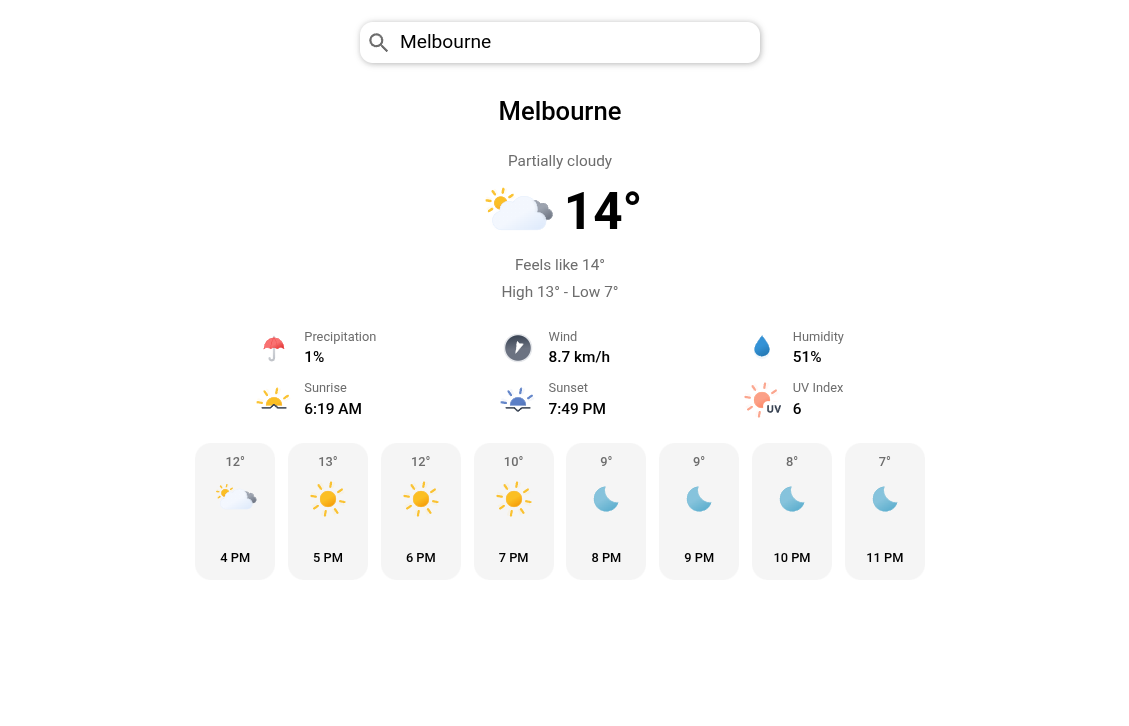 Melbourne
Melbourne
Partially cloudy
14°
Feels like 14°
High 13° - Low 7°
Precipitation
1%
Wind
8.7 km/h
Humidity
51%
Sunrise
6:19 AM
Sunset
7:49 PM
UV
UV Index
6
12° 13° 12° 10° 9° 9° 8° 7°
4 PM 5 PM 6 PM 7 PM 8 PM 9 PM 10 PM 11 PM